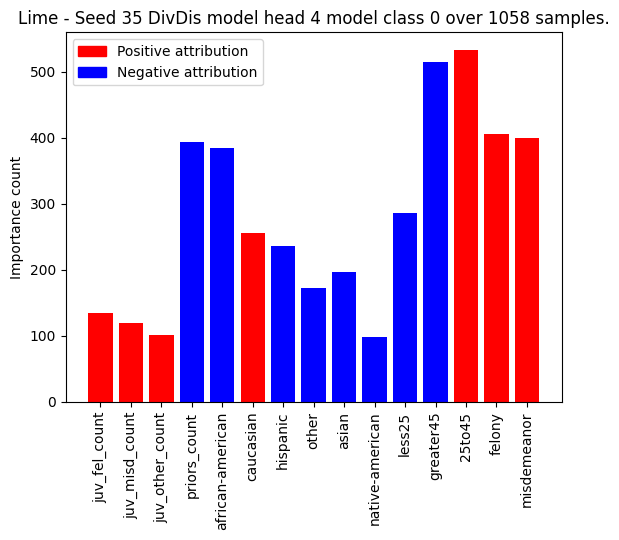 Lime - Seed 35 DivDis model head 4 model class 0 over 1058 samples.
Positive attribution
Negative attribution
Importance count
500
400
300
200
100
0
juv_fel_count
juv_misd_count
juv_other_count
priors_count
african-american
caucasian
hispanic
other
asian
native-american
less25
greater45
25to45
felony
misdemeanor